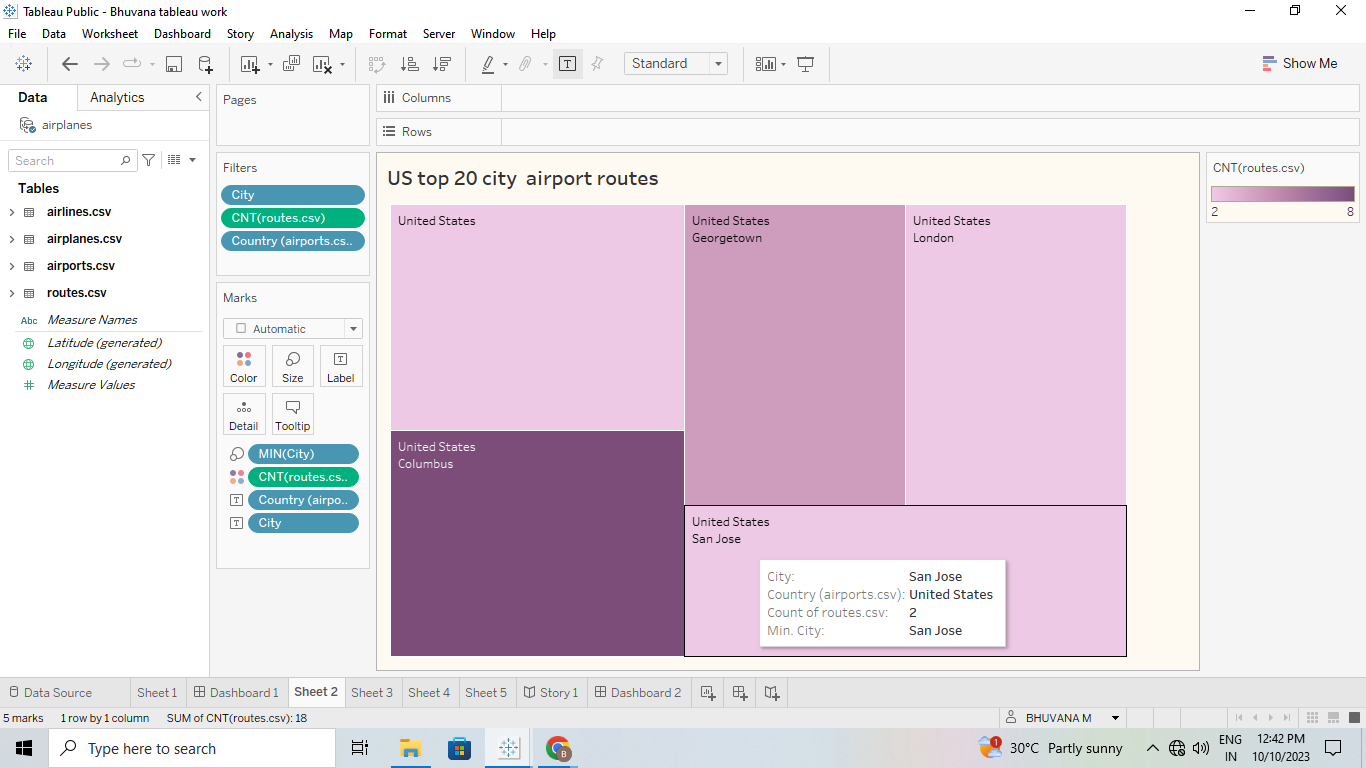 Tableau Public - Bhuvana tableau work
File Data Worksheet Dashboard Story Analysis Map Format Server Window Help
Standard
Show Me
Data Analytics
airplanes
Search
Tables
airlines.csv
airplanes.csv
airports.csv
routes.csv
Abc Measure Names
Latitude (generated)
Longitude (generated)
Measure Values
Pages
Filters
City
CNT(routes.csv)
Country (airports.cs..
Marks
Automatic
Color Size Label
Detail Tooltip
MIN(City)
CNT(routes.cs..
Country (airpo..
City
Columns
Rows
US top 20 city airport routes
United States
United States
Georgetown
United States
London
United States
Columbus
United States
San Jose
City: San Jose
Country (airports.csv): United States
Count of routes.csv: 2
Min. City: San Jose
CNT(routes.csv)
2 8
Data Source Sheet 1 Dashboard 1 Sheet 2 Sheet 3 Sheet 4 Sheet 5 Story 1 Dashboard 2
5 marks 1 row by 1 column SUM of CNT(routes.csv): 18 BHUVANA M
Type here to search
B
1
30°C Partly sunny
ENG
IN
12:42 PM
10/10/2023